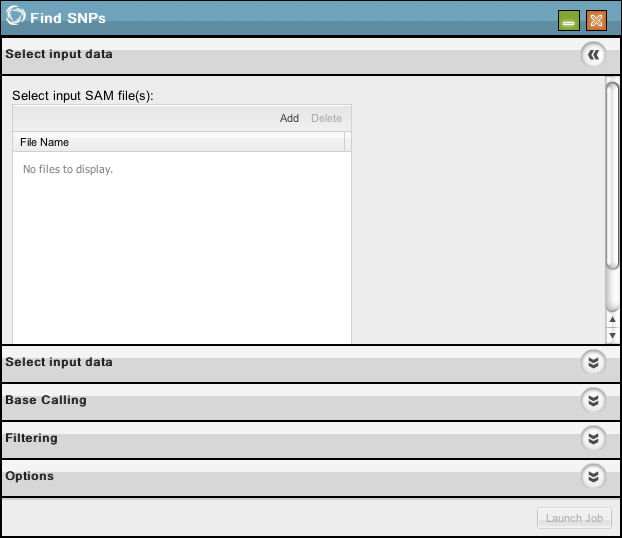 Find SNPs
Select input data
Select input SAM file(s):
Add Delete
File Name
No files to display.
Select input data
Base Calling
Filtering
Options
Launch Job